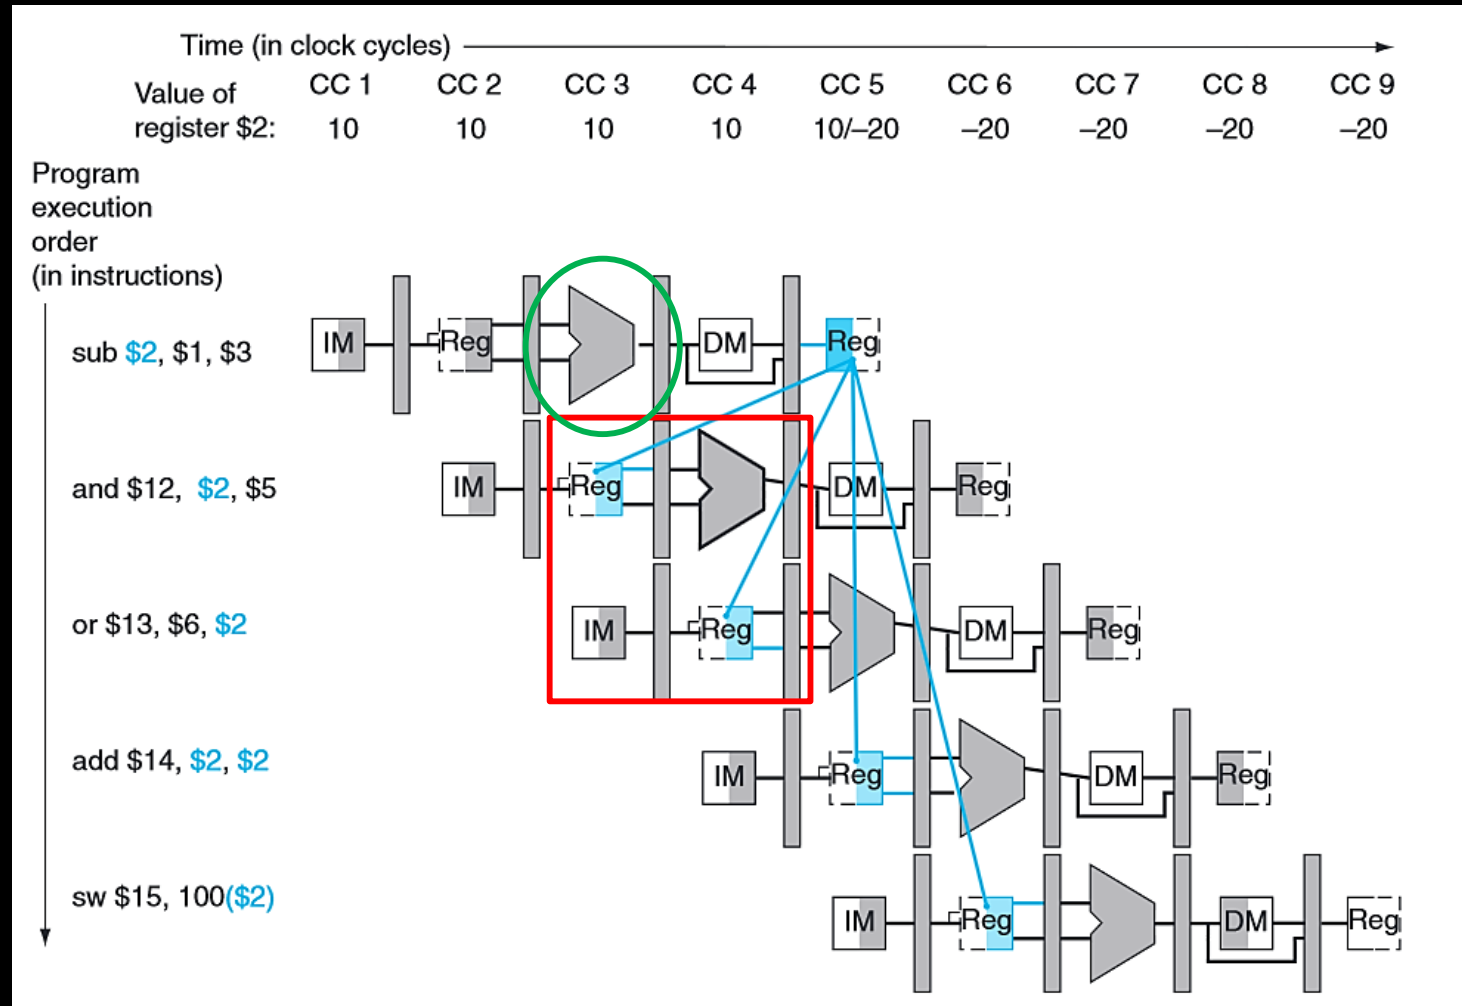 Time (in clock cycles)
Value of register $2:
CC 1 CC 2 CC 3 CC 4 CC 5 CC 6 CC 7 CC 8 CC 9
10 10 10 10 10/–20 –20 –20 –20 –20
Program
execution
order
(in instructions)
sub $2, $1, $3
IM Reg DM Reg
and $12, $2, $5
IM Reg DM Reg
or $13, $6, $2
IM Reg DM Reg
add $14, $2, $2
IM Reg DM Reg
sw $15, 100($2)
IM Reg DM Reg